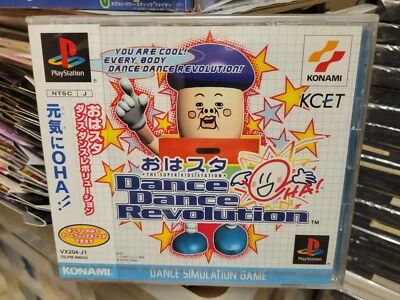 PlayStation
NTSC J
おはスタ
ダンスダンスレボリューション
元気にOHA!!
VX254-J1
KONAMI
YOU ARE COOL!
EVERY BODY
DANCE DANCE REVOLUTION!
KONAMI
KCET
おはスタ
THE SUPER KIDS STATION
Dance
Dance
Revolution
TM
OHA!
PlayStation
DANCE SIMULATION GAME